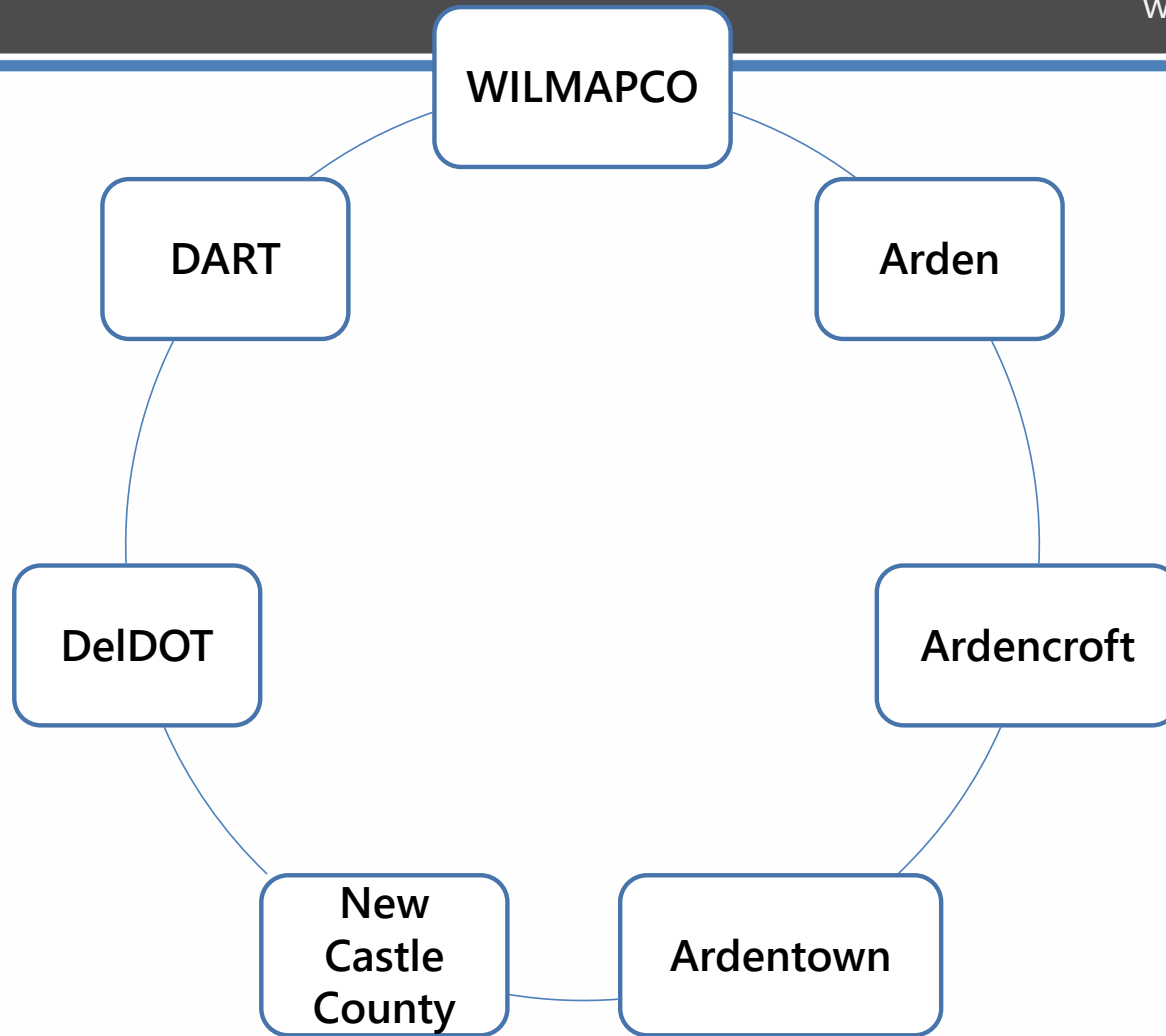 WILMAPCO
DART
Arden
DelDOT
Ardencroft
New
Castle
County
Ardentown